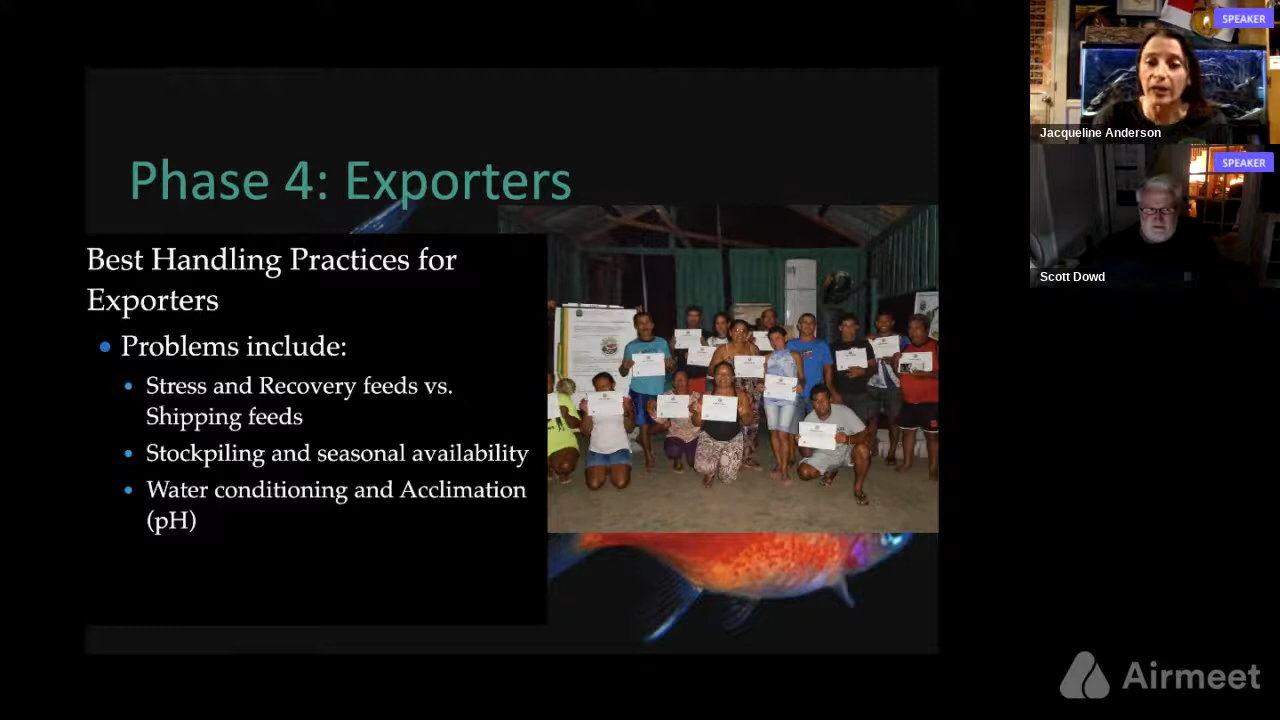 Phase 4: Exporters
Best Handling Practices for
Exporters
Problems include:
Stress and Recovery feeds vs.
Shipping feeds
Stockpiling and seasonal availability
Water conditioning and Acclimation
(pH)
SPEAKER
Jacqueline Anderson
SPEAKER
Scott Dowd
Airmeet